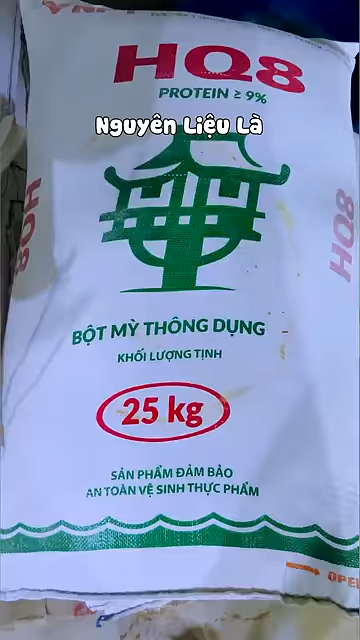 HQ8
PROTEIN ≥ 9%
Nguyên Liệu Là
HQ8
HQ8
BỘT MỲ THÔNG DỤNG
KHỐI LƯỢNG TỊNH
25 kg
SẢN PHẨM ĐẢM BẢO
AN TOÀN VỆ SINH THỰC PHẨM
OPEN